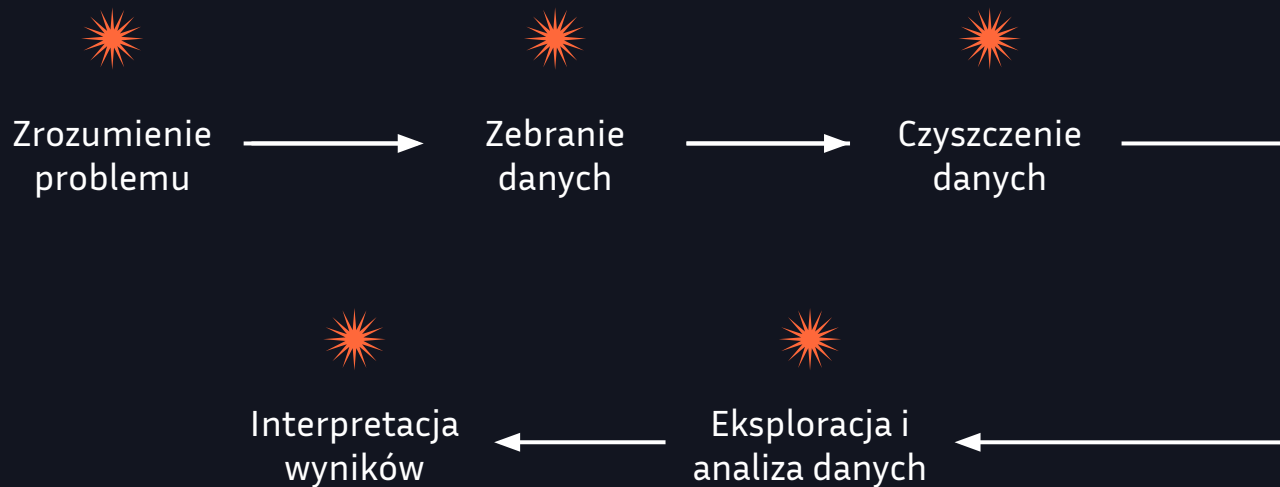 Zrozumienie
problemu
Zebranie
danych
Czyszczenie
danych
Interpretacja
wyników
Eksploracja i
analiza danych